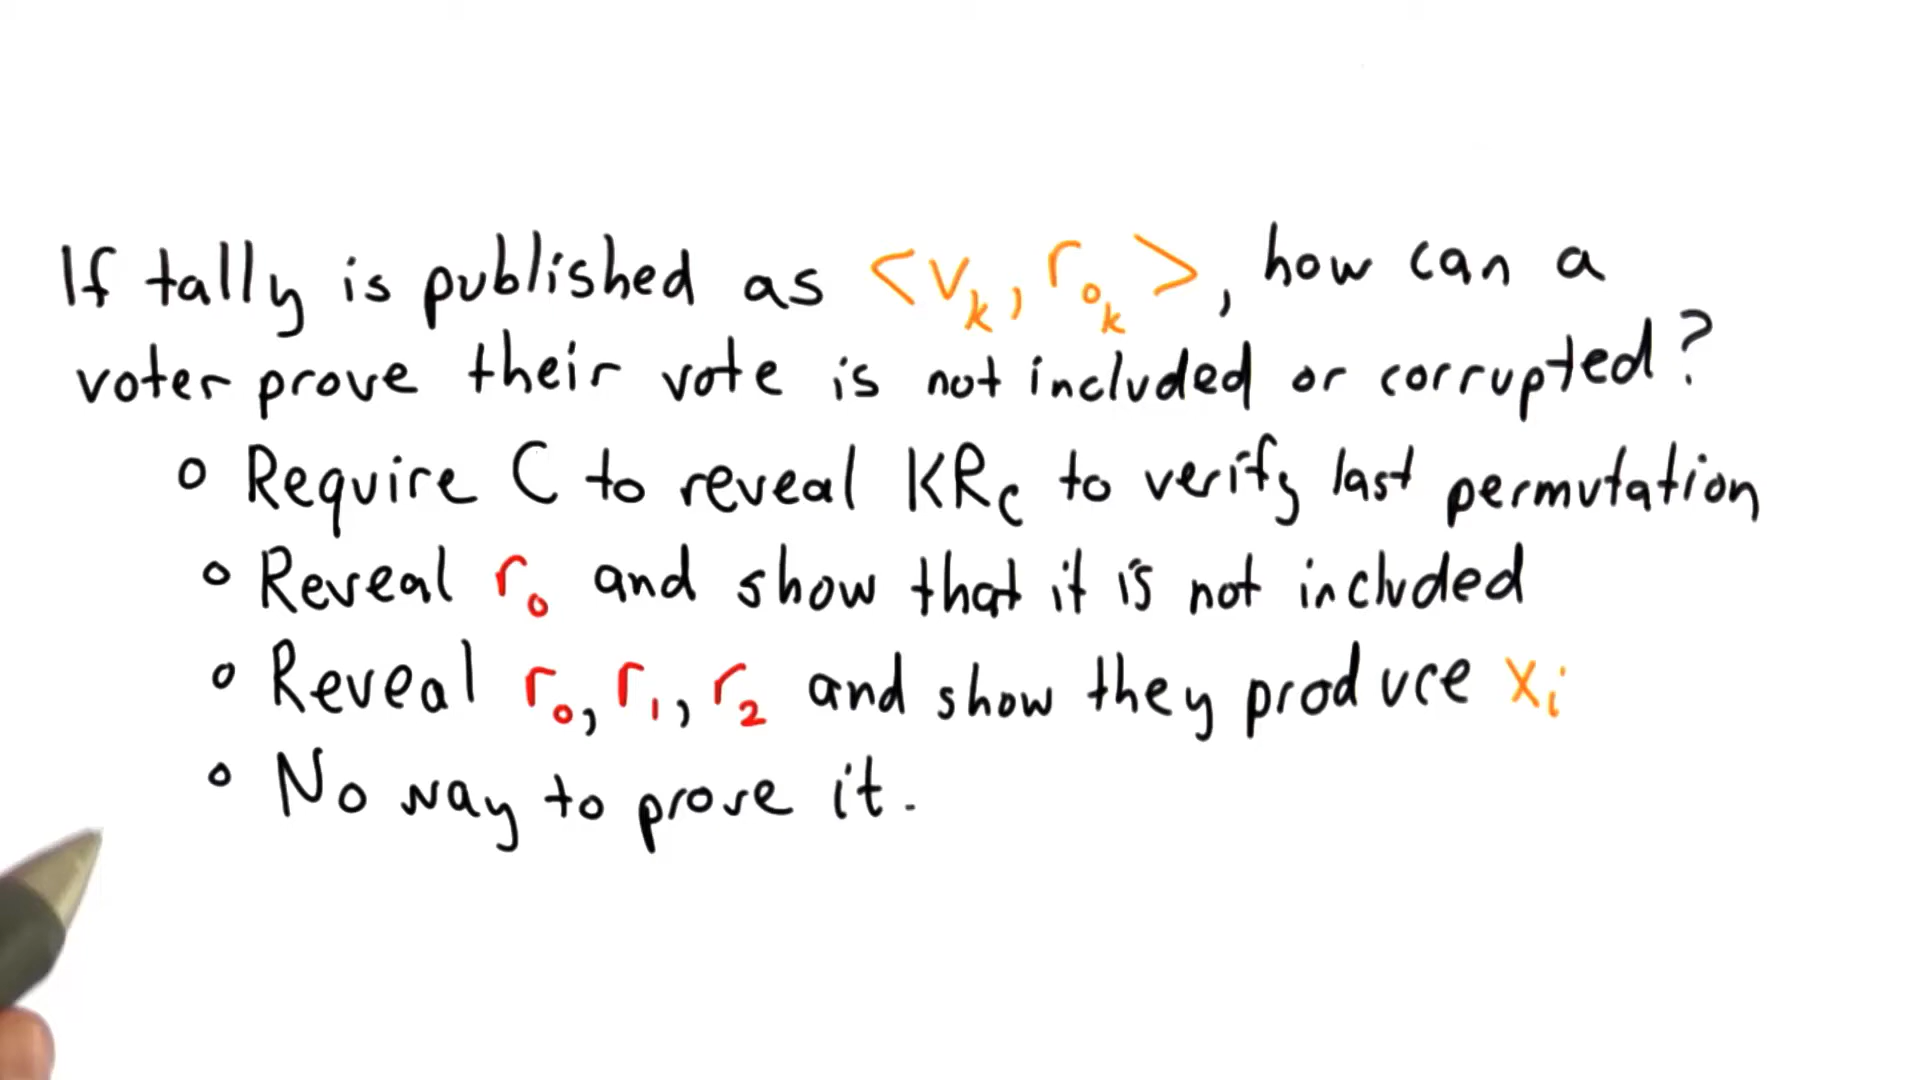 If tally is published as <vₖ, r₀ₖ>, how can a
voter prove their vote is not included or corrupted?
o Require C to reveal KR꜀ to verify last permutation
o Reveal r₀ and show that it is not included
o Reveal r₀, r₁, r₂ and show they produce xᵢ
o No way to prove it.